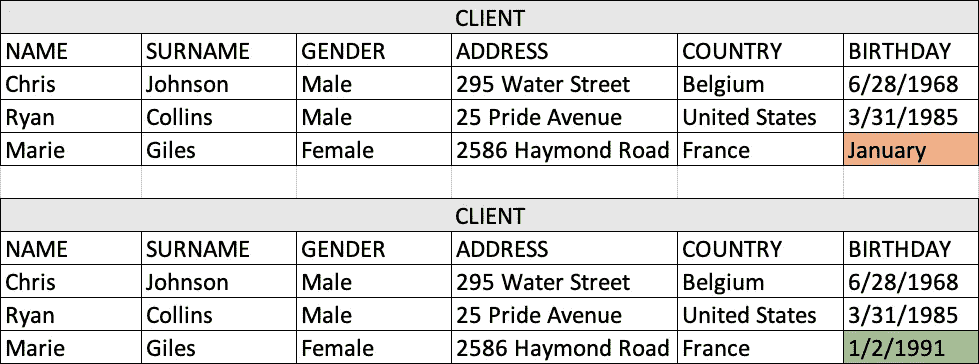 CLIENT
NAME SURNAME GENDER ADDRESS COUNTRY BIRTHDAY
Chris Johnson Male 295 Water Street Belgium 6/28/1968
Ryan Collins Male 25 Pride Avenue United States 3/31/1985
Marie Giles Female 2586 Haymond Road France January
CLIENT
NAME SURNAME GENDER ADDRESS COUNTRY BIRTHDAY
Chris Johnson Male 295 Water Street Belgium 6/28/1968
Ryan Collins Male 25 Pride Avenue United States 3/31/1985
Marie Giles Female 2586 Haymond Road France 1/2/1991